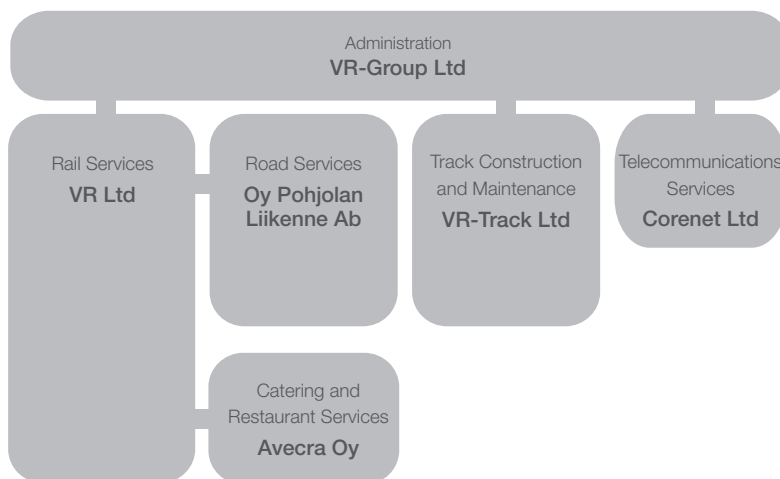 Administration
VR-Group Ltd
Rail Services
VR Ltd
Road Services
Oy Pohjolan
Liikenne Ab
Track Construction
and Maintenance
VR-Track Ltd
Telecommunications
Services
Corenet Ltd
Catering and
Restaurant Services
Avecra Oy